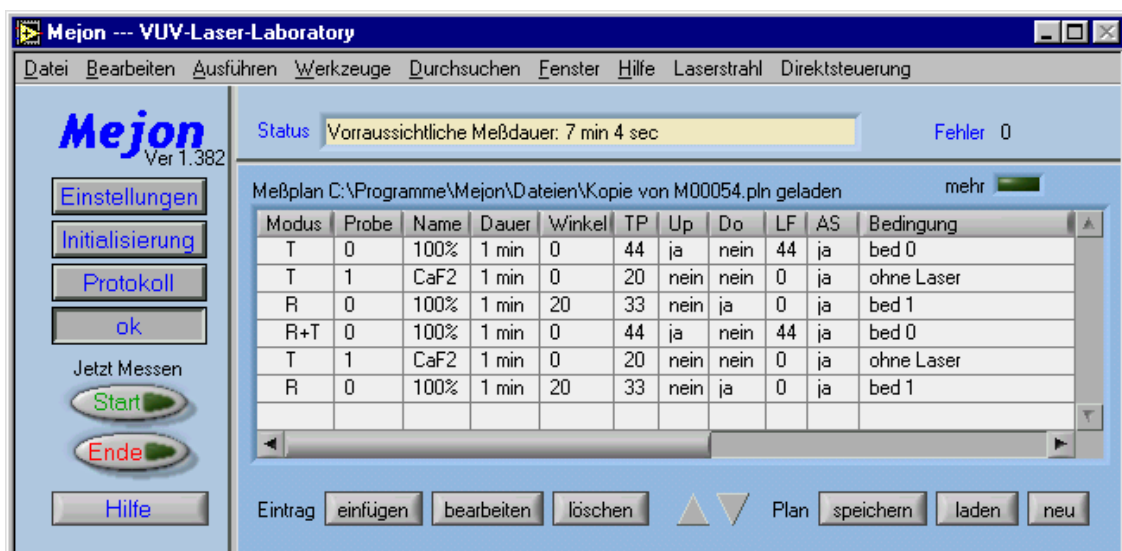 Mejon --- VUV-Laser-Laboratory
Datei Bearbeiten Ausführen Werkzeuge Durchsuchen Fenster Hilfe Laserstrahl Direktsteuerung
Mejon
Ver 1.382
Status Vorraussichtliche Meßdauer: 7 min 4 sec Fehler 0
Einstellungen
Initialisierung
Protokoll
ok
Jetzt Messen
Start
Ende
Hilfe
Meßplan C:\Programme\Mejon\Dateien\Kopie von M00054.pln geladen mehr
Modus Probe Name Dauer Winkel TP Up Do LF AS Bedingung
T 0 100% 1 min 0 44 ja nein 44 ja bed 0
T 1 CaF2 1 min 0 20 nein nein 0 ja ohne Laser
R 0 100% 1 min 20 33 nein ja 0 ja bed 1
R+T 0 100% 1 min 0 44 ja nein 44 ja bed 0
T 1 CaF2 1 min 0 20 nein nein 0 ja ohne Laser
R 0 100% 1 min 20 33 nein ja 0 ja bed 1
Eintrag einfügen bearbeiten löschen Plan speichern laden neu